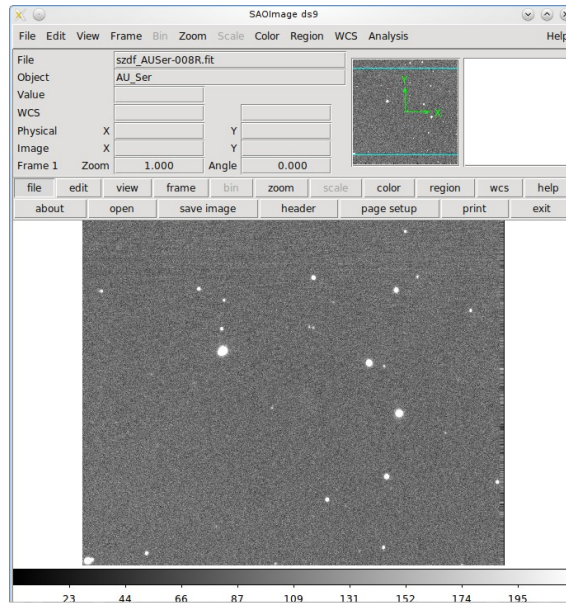 SAOImage ds9
File Edit View Frame Bin Zoom Scale Color Region WCS Analysis Help
File szdf_AUSer-008R.fit
Object AU_Ser
Value
WCS
Physical X Y
Image X Y
Frame 1 Zoom 1.000 Angle 0.000
Y
X
file edit view frame bin zoom scale color region wcs help
about open save image header page setup print exit
23 44 66 87 109 131 152 174 195